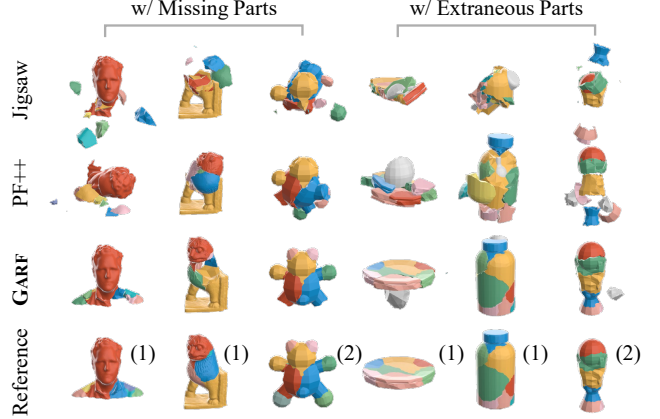 w/ Missing Parts w/ Extraneous Parts
Jigsaw
PF++
GARF
Reference
(1) (1) (2) (1) (1) (2)